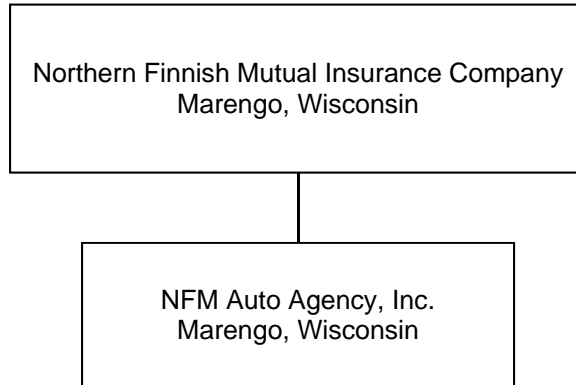 Northern Finnish Mutual Insurance Company
Marengo, Wisconsin
NFM Auto Agency, Inc.
Marengo, Wisconsin